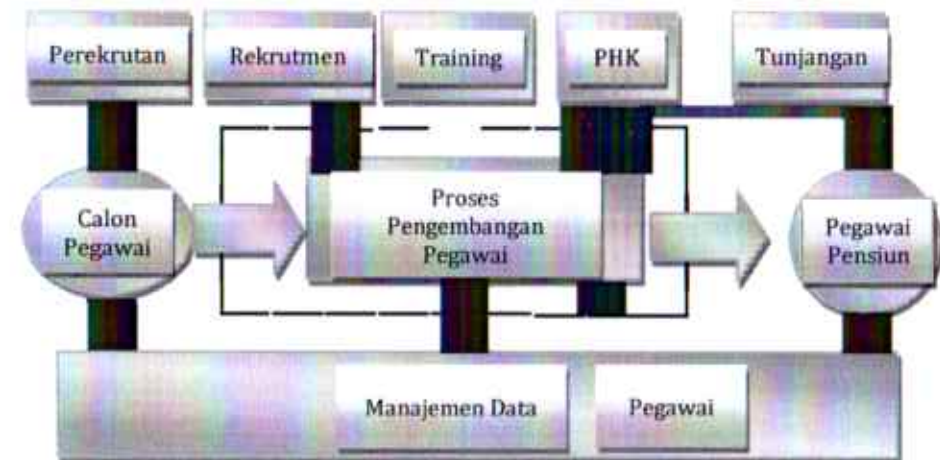 Perekrutan
Rekrutmen
Training
PHK
Tunjangan
Calon
Pegawai
Proses
Pengembangan
Pegawai
Pegawai
Pensiun
Manajemen Data
Pegawai